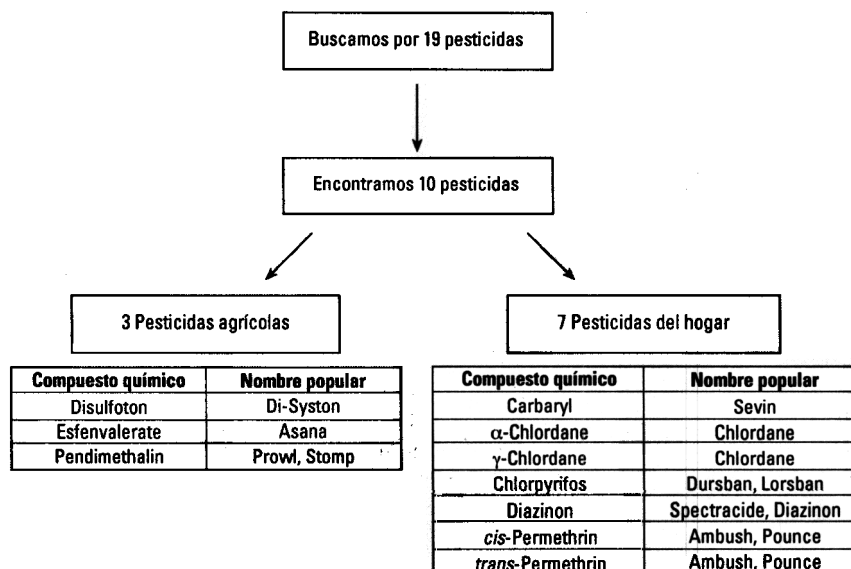 Buscamos por 19 pesticidas
Encontramos 10 pesticidas
3 Pesticidas agrícolas
Compuesto químico Nombre popular
Disulfoton Di-Syston
Esfenvalerate Asana
Pendimethalin Prowl, Stomp
7 Pesticidas del hogar
Compuesto químico Nombre popular
Carbaryl Sevin
α-Chlordane Chlordane
γ-Chlordane Chlordane
Chlorpyrifos Dursban, Lorsban
Diazinon Spectracide, Diazinon
cis-Permethrin Ambush, Pounce
trans-Permethrin Ambush, Pounce